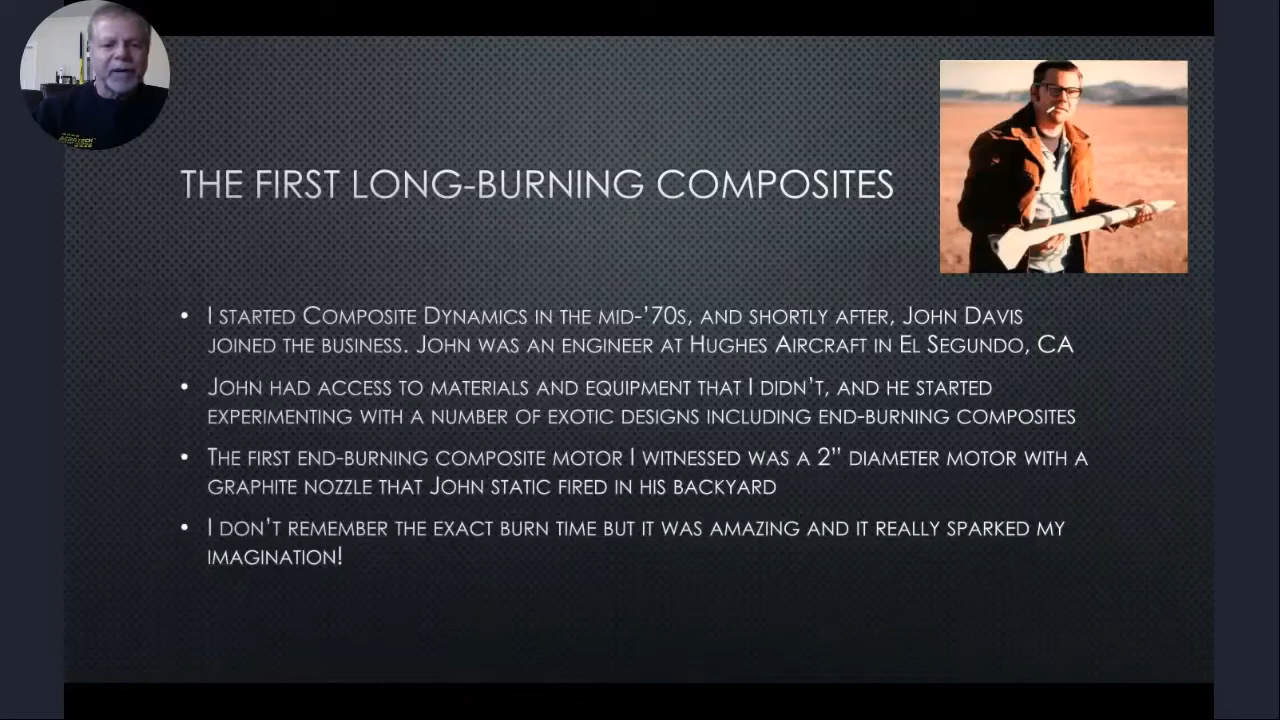 THE FIRST LONG-BURNING COMPOSITES
• I STARTED COMPOSITE DYNAMICS IN THE MID-'70S, AND SHORTLY AFTER, JOHN DAVIS
JOINED THE BUSINESS. JOHN WAS AN ENGINEER AT HUGHES AIRCRAFT IN EL SEGUNDO, CA
• JOHN HAD ACCESS TO MATERIALS AND EQUIPMENT THAT I DIDN'T, AND HE STARTED
EXPERIMENTING WITH A NUMBER OF EXOTIC DESIGNS INCLUDING END-BURNING COMPOSITES
• THE FIRST END-BURNING COMPOSITE MOTOR I WITNESSED WAS A 2” DIAMETER MOTOR WITH A
GRAPHITE NOZZLE THAT JOHN STATIC FIRED IN HIS BACKYARD
• I DON'T REMEMBER THE EXACT BURN TIME BUT IT WAS AMAZING AND IT REALLY SPARKED MY
IMAGINATION!